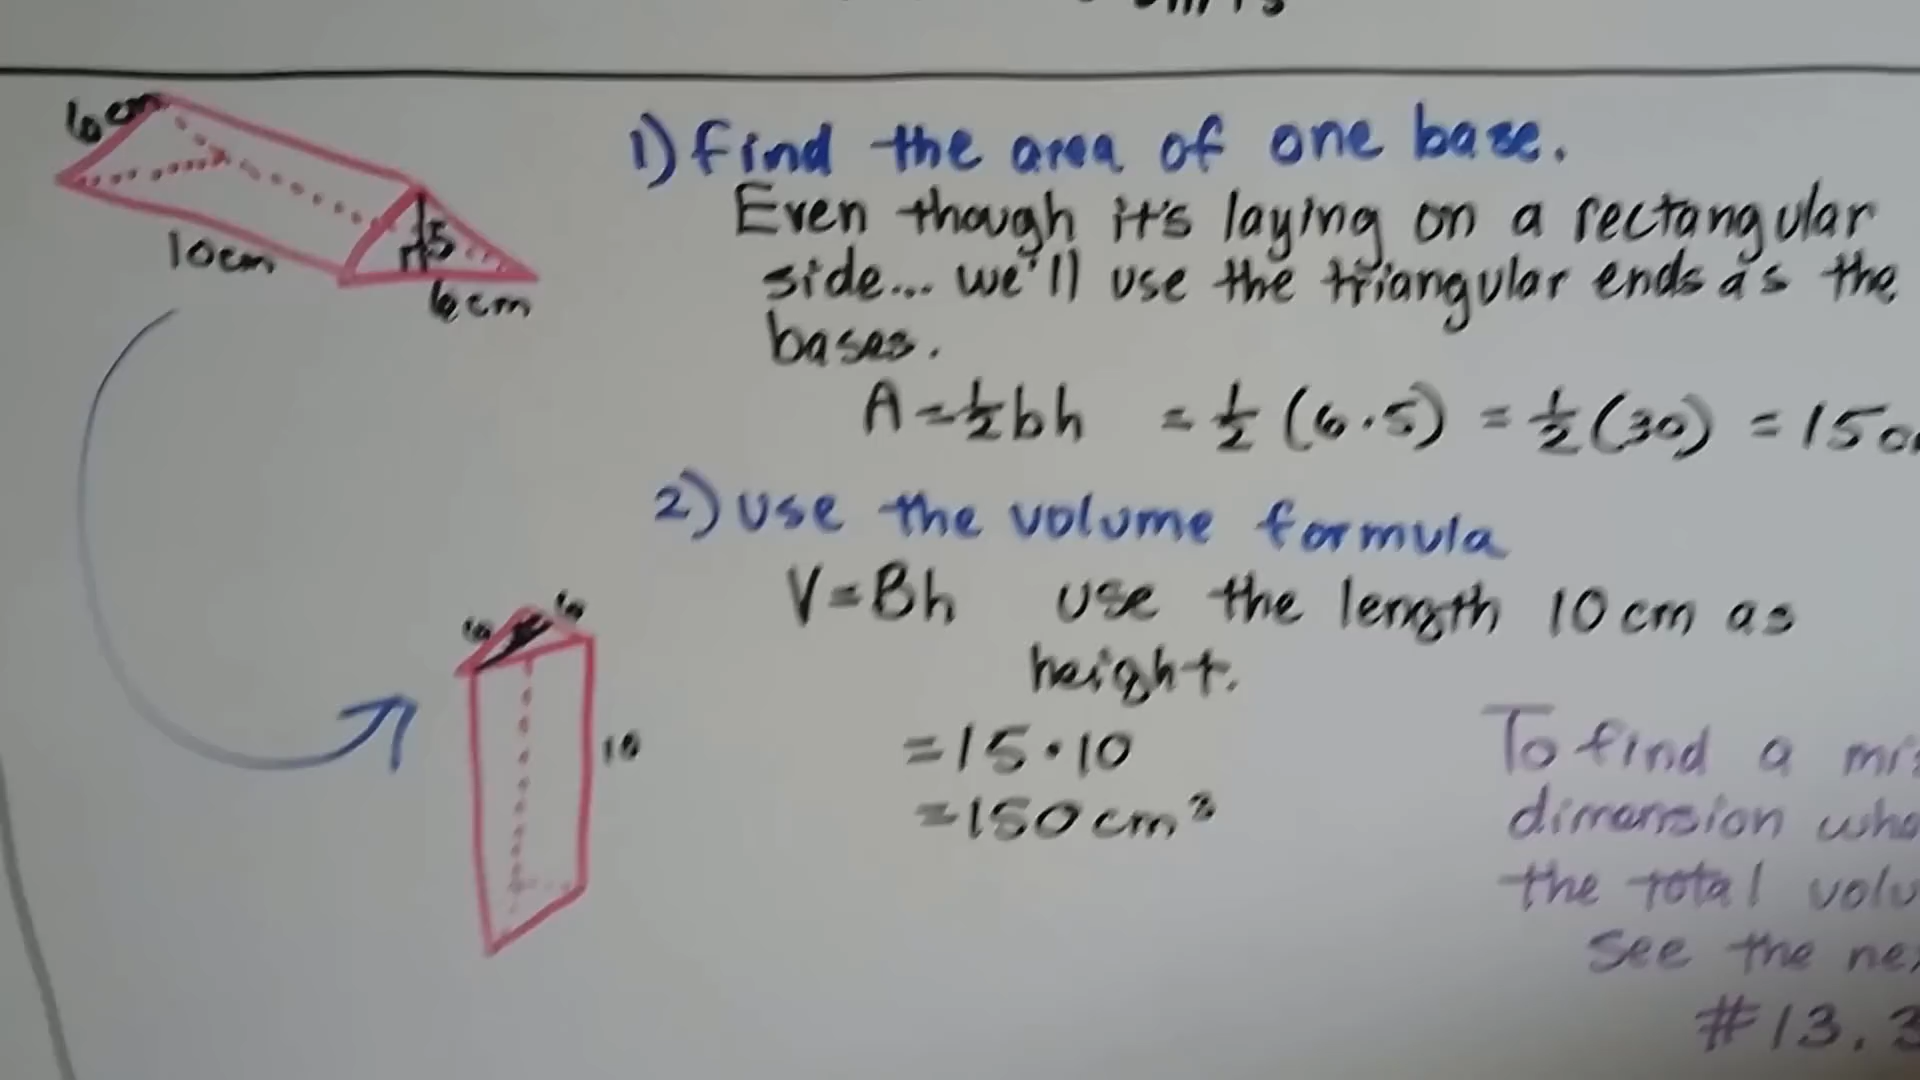 6cm
10cm
5
6cm
1) find the area of one base.
Even though it's laying on a rectangular
side... we'll use the triangular ends as the
bases.
A = ½bh = ½ (6·5) = ½ (30) = 15
2) use the volume formula
V = Bh use the length 10 cm as
height.
= 15 · 10
= 150 cm³
6 6
10
To find a
dimension
the total
see the
#13.3